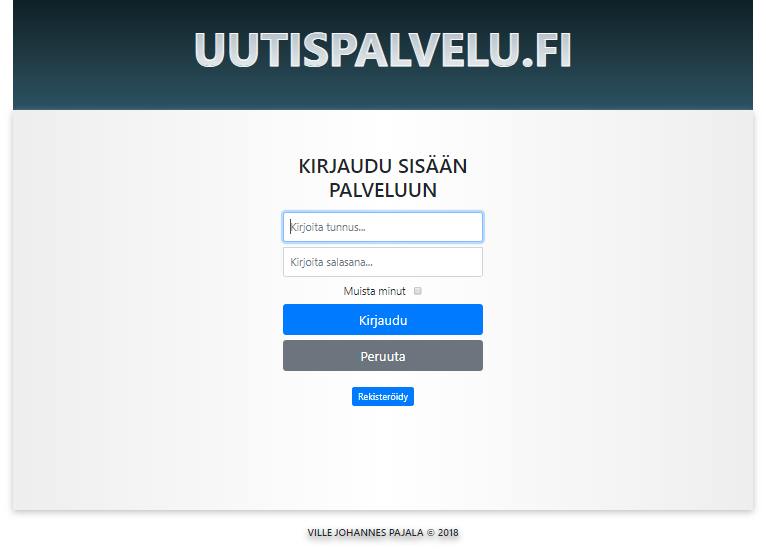 UUTISPALVELU.FI
KIRJAUDU SISÄÄN
PALVELUUN
Kirjoita tunnus...
Kirjoita salasana...
Muista minut
Kirjaudu
Peruuta
Rekisteröidy
VILLE JOHANNES PAJALA © 2018